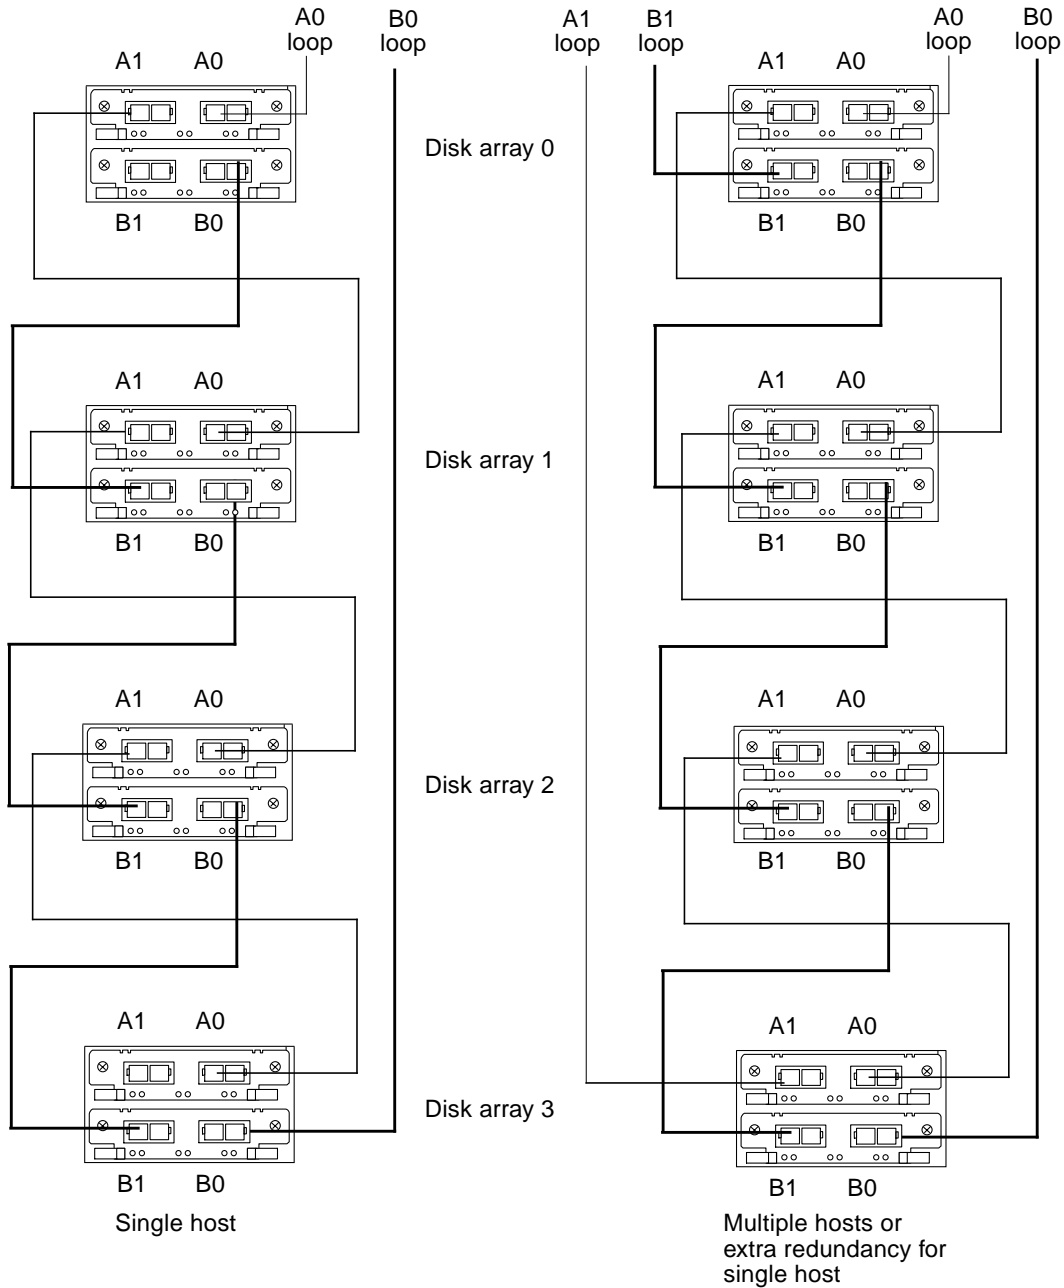 A0 loop
B0 loop
A1 loop
B1 loop
A0 loop
B0 loop
A1 A0
A1 A0
Disk array 0
B1 B0
B1 B0
A1 A0
A1 A0
Disk array 1
B1 B0
B1 B0
A1 A0
A1 A0
Disk array 2
B1 B0
B1 B0
A1 A0
A1 A0
Disk array 3
B1 B0
B1 B0
Single host
Multiple hosts or
extra redundancy for
single host